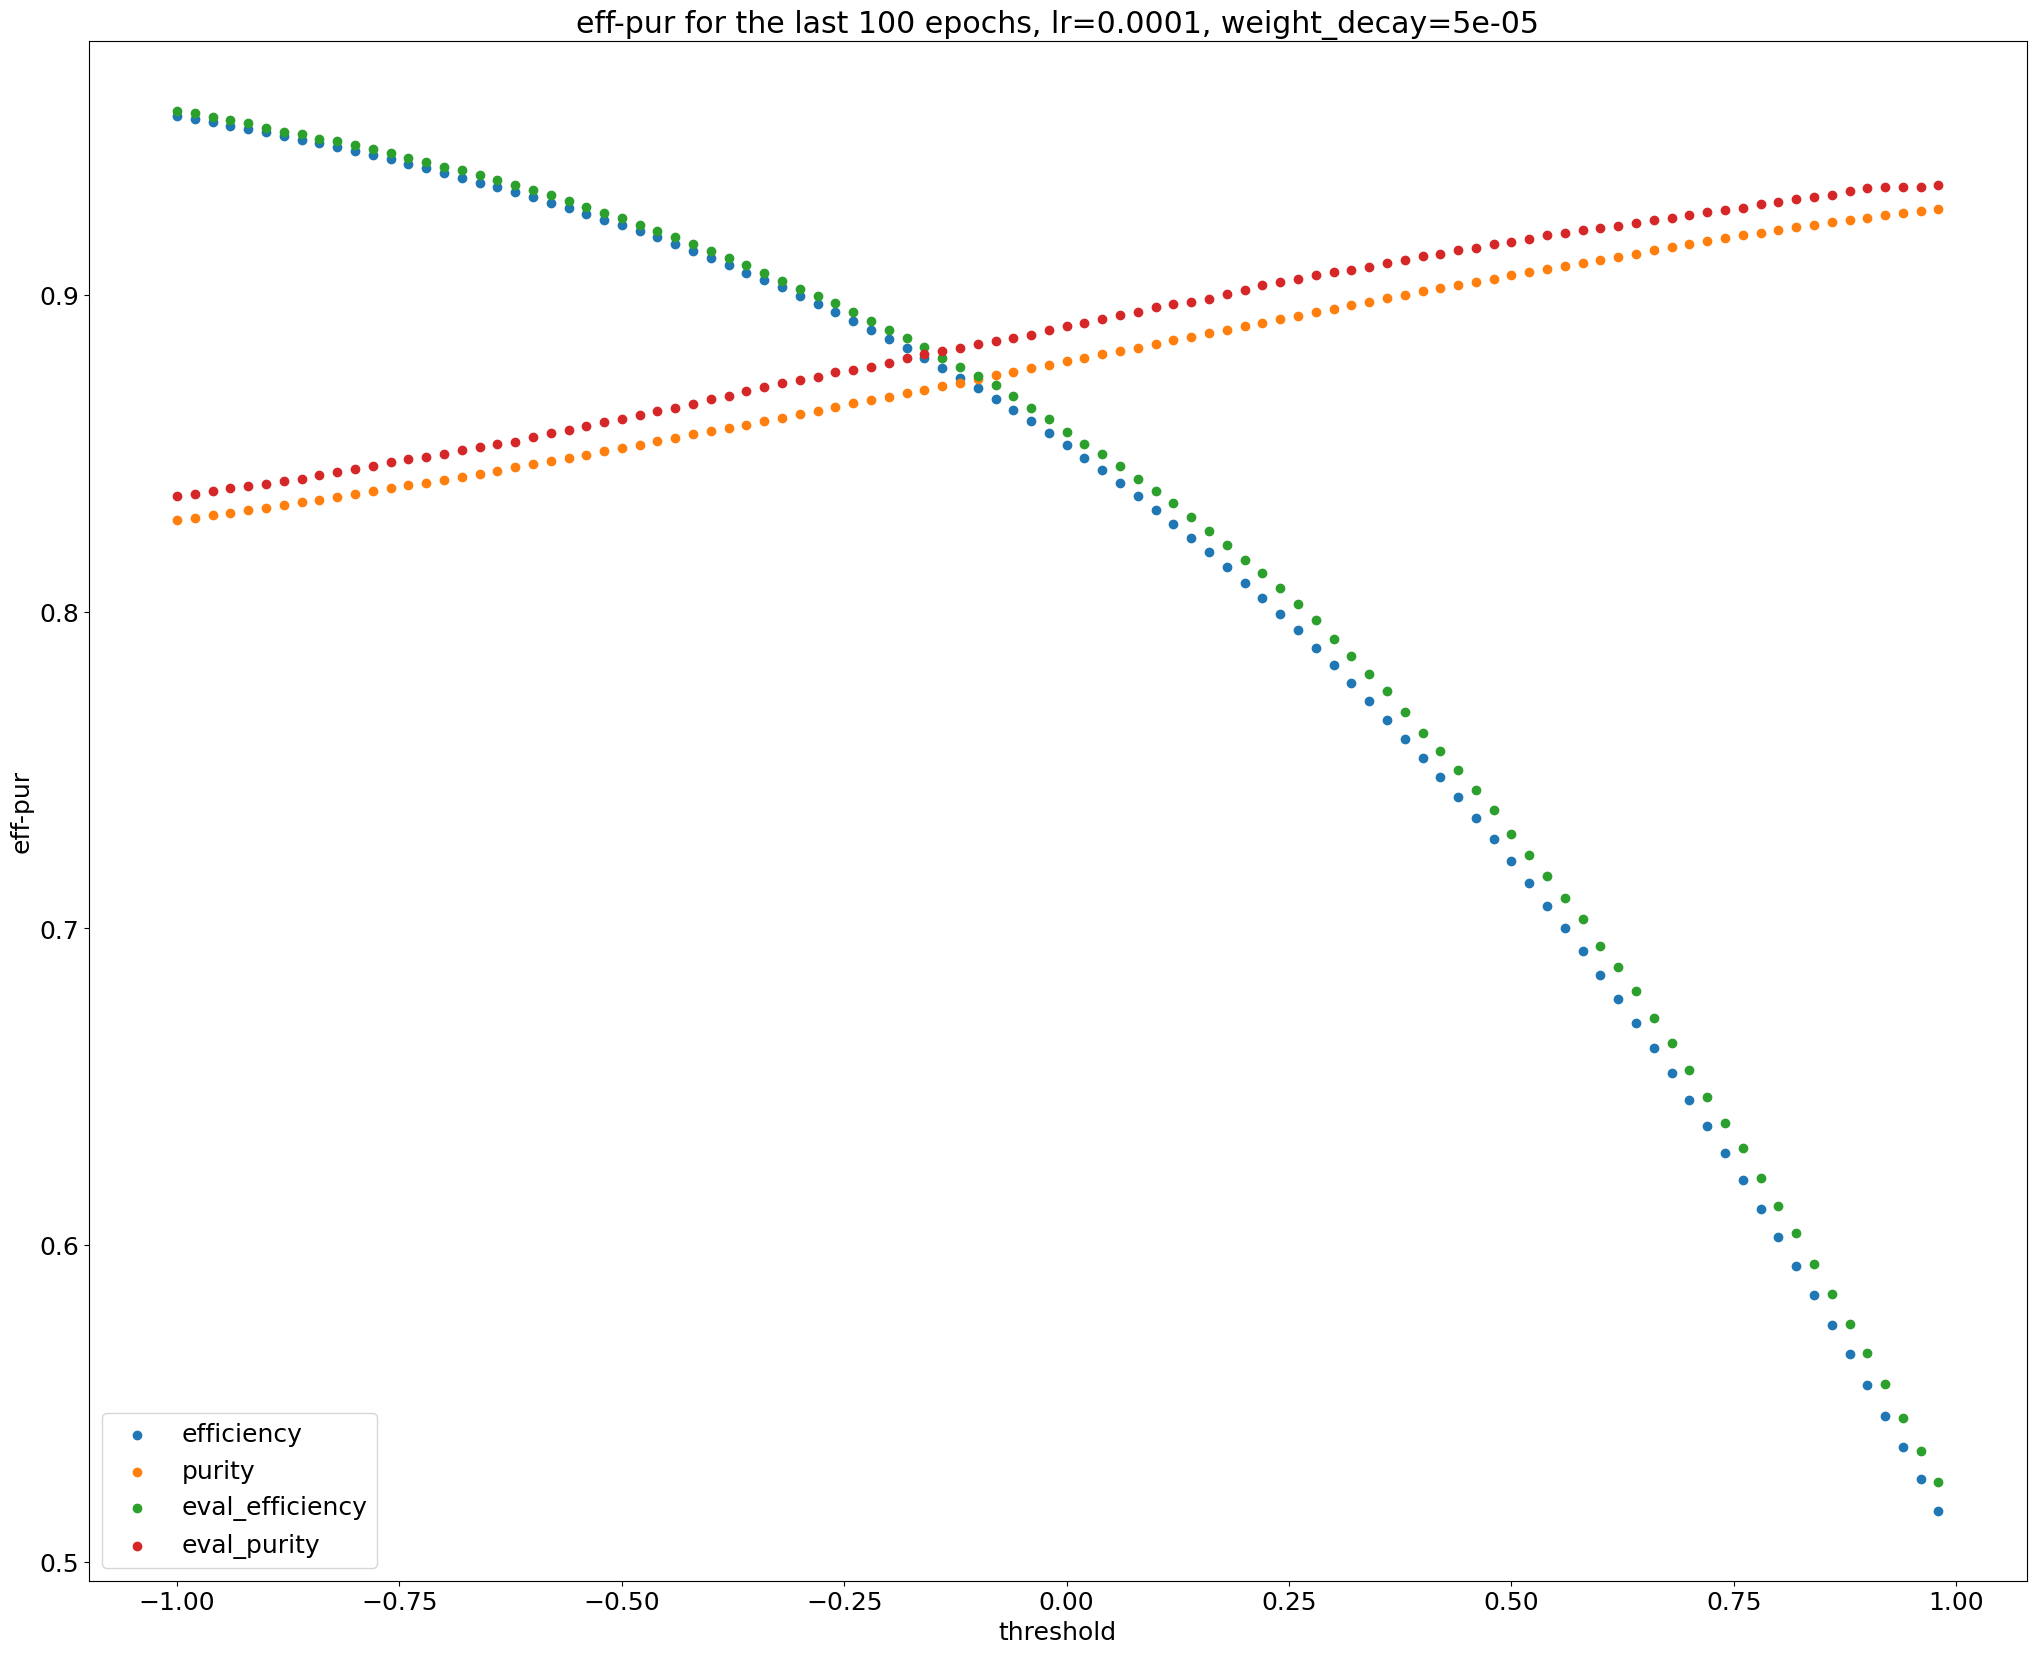 eff-pur for the last 100 epochs, lr=0.0001, weight_decay=5e-05
eff-pur
0.9
0.8
0.7
0.6
0.5
efficiency
purity
eval_efficiency
eval_purity
−1.00 −0.75 −0.50 −0.25 0.00 0.25 0.50 0.75 1.00
threshold